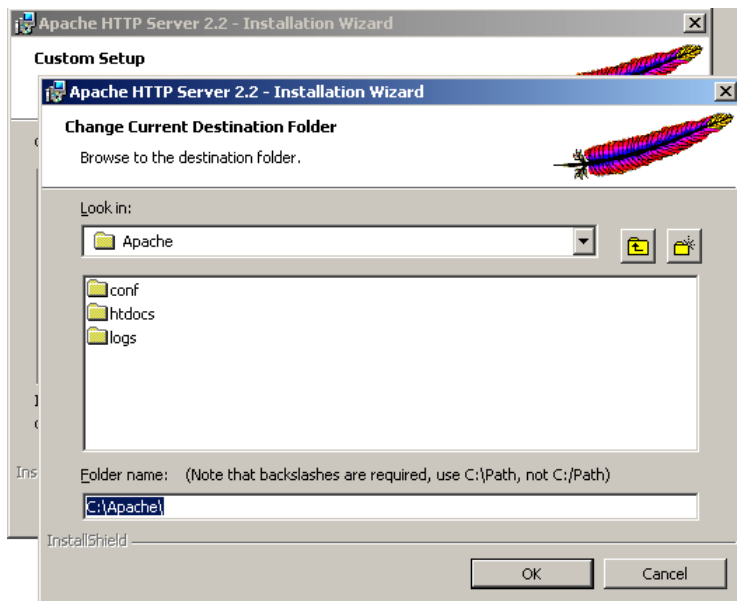 Apache HTTP Server 2.2 - Installation Wizard
Custom Setup
Apache HTTP Server 2.2 - Installation Wizard
Change Current Destination Folder
Browse to the destination folder.
Look in:
Apache
conf
htdocs
logs
Ins
Folder name: (Note that backslashes are required, use C:\Path, not C:/Path)
C:\Apache\
InstallShield
OK Cancel